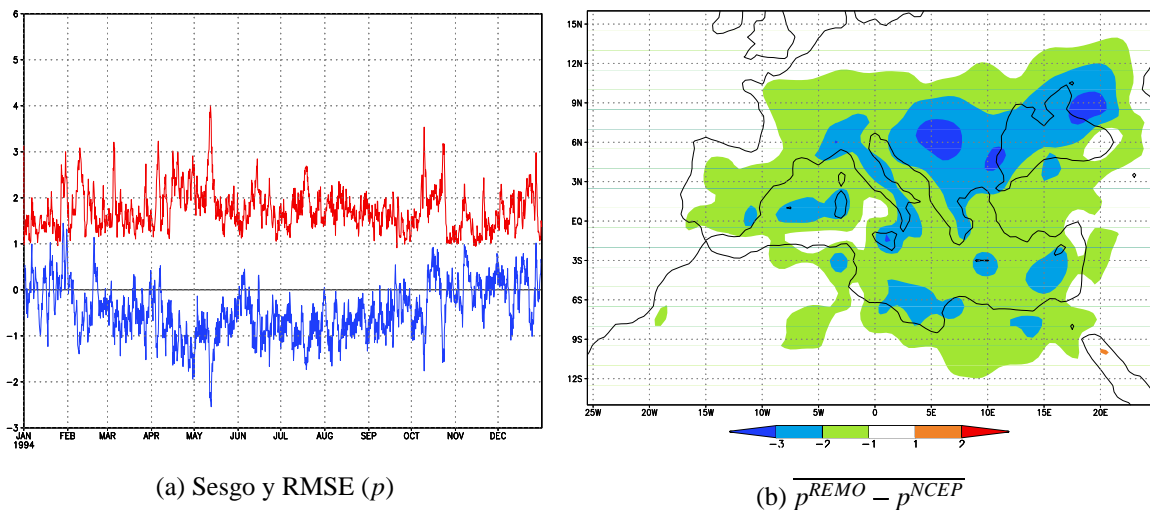 6
5
4
3
2
1
0
−1
−2
−3
JAN FEB MAR APR MAY JUN JUL AUG SEP OCT NOV DEC
1994
(a) Sesgo y RMSE (p)
15N
12N
9N
6N
3N
EQ
3S
6S
9S
12S
25W 20W 15W 10W 5W 0 5E 10E 15E 20E
−3 −2 −1 1 2
(b) p^REMO − p^NCEP